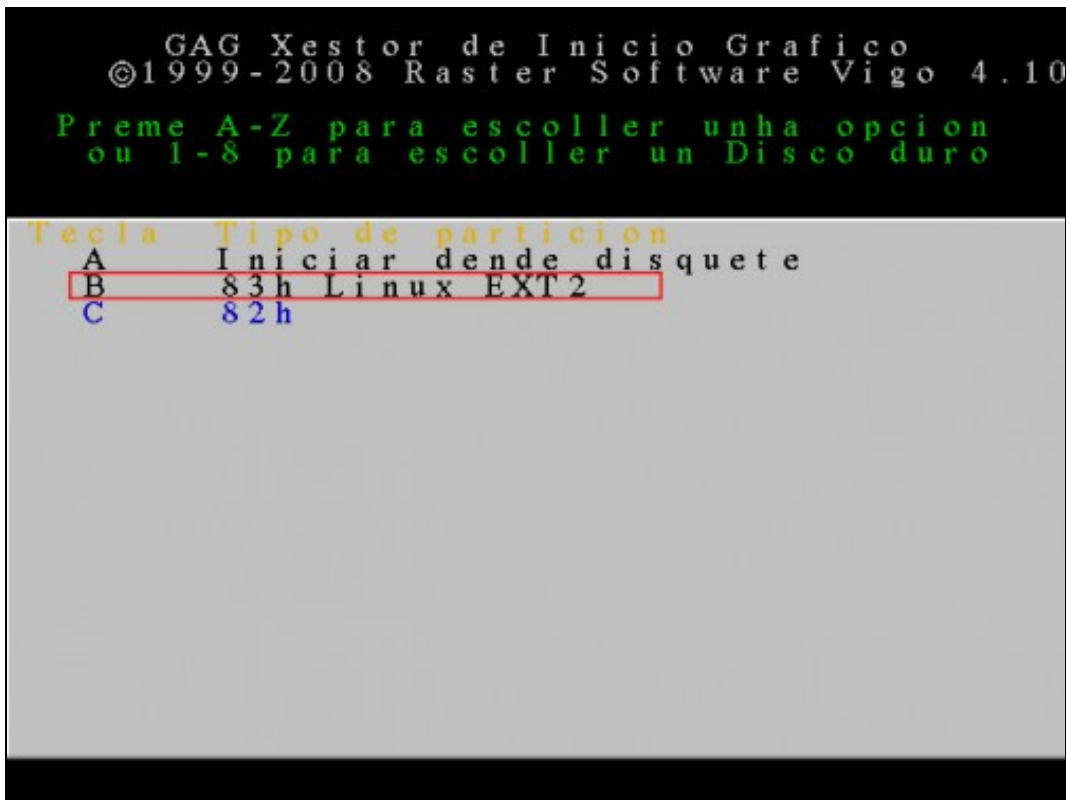 GAG Xestor de Inicio Grafico
©1999-2008 Raster Software Vigo 4.10
Preme A-Z para escoller unha opcion
ou 1-8 para escoller un Disco duro
Tecla Tipo de particion
A Iniciar dende disquete
B 83h Linux EXT2
C 82h